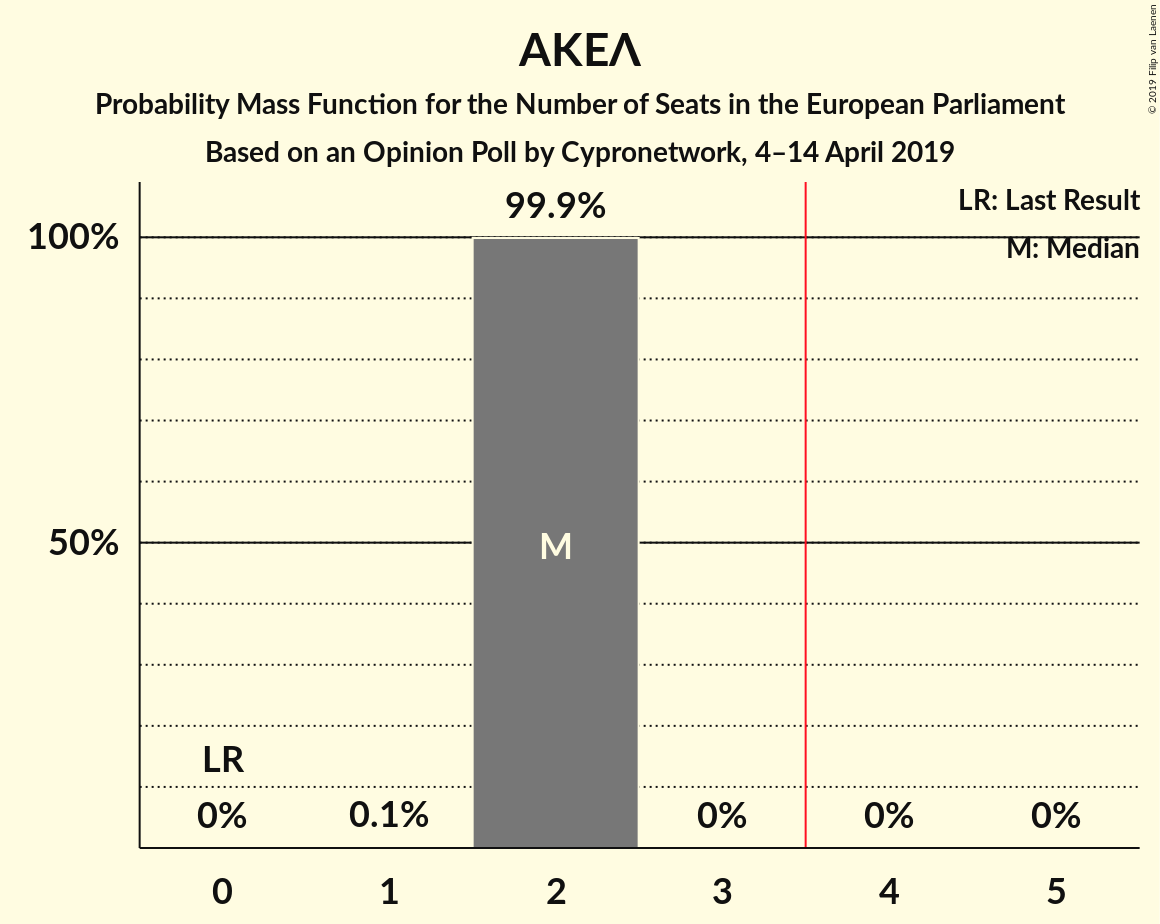 ΑΚΕΛ
Probability Mass Function for the Number of Seats in the European Parliament
Based on an Opinion Poll by Cypronetwork, 4–14 April 2019
© 2019 Filip van Laenen
LR: Last Result
M: Median
99.9%
100%
50%
M
LR
0%
0.1%
0%
0%
0%
0
1
2
3
4
5